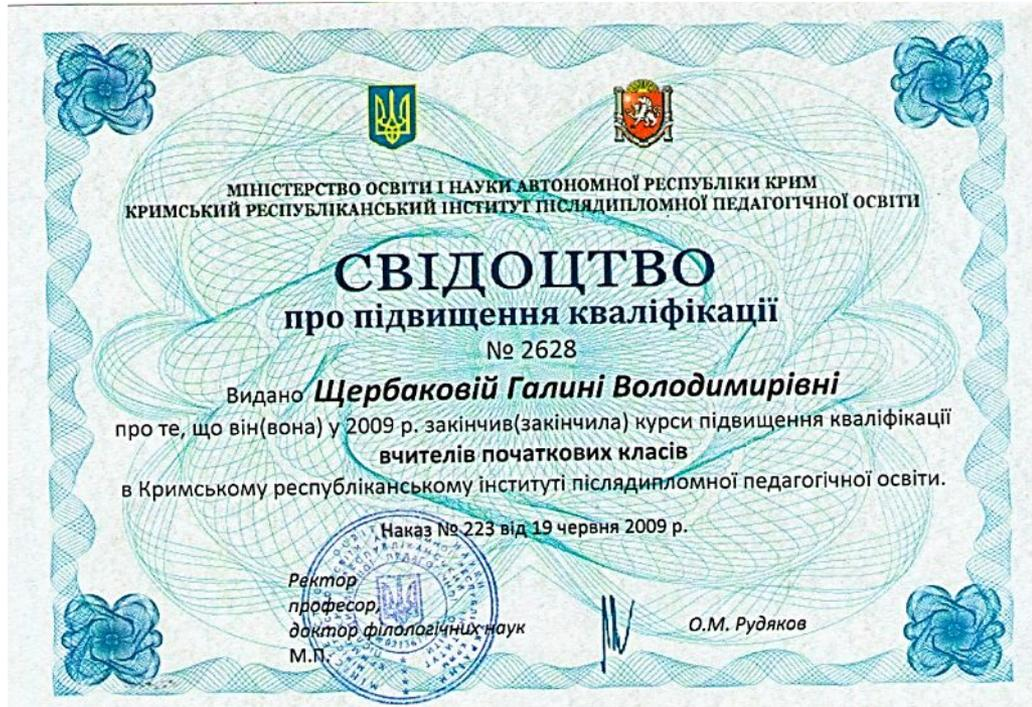 МІНІСТЕРСТВО ОСВІТИ І НАУКИ АВТОНОМНОЇ РЕСПУБЛІКИ КРИМ
КРИМСЬКИЙ РЕСПУБЛІКАНСЬКИЙ ІНСТИТУТ ПІСЛЯДИПЛОМНОЇ ПЕДАГОГІЧНОЇ ОСВІТИ
СВІДОЦТВО
про підвищення кваліфікації
№ 2628
Видано Щербаковій Галині Володимирівні
про те, що він(вона) у 2009 р. закінчив(закінчила) курси підвищення кваліфікації
вчителів початкових класів
в Кримському республіканському інституті післядипломної педагогічної освіти.
Наказ № 223 від 19 червня 2009 р.
Ректор
професор,
доктор філологічних наук
О.М. Рудяков
М.П.